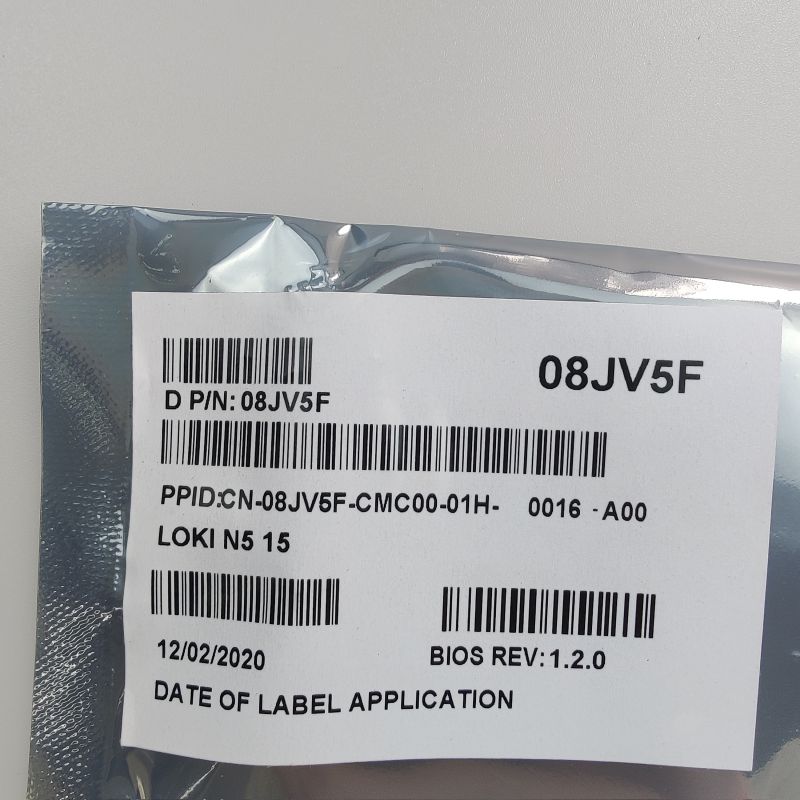 08JV5F
D P/N: 08JV5F
PPID:CN-08JV5F-CMC00-01H- 0016 -A00
LOKI N5 15
12/02/2020
BIOS REV:1.2.0
DATE OF LABEL APPLICATION